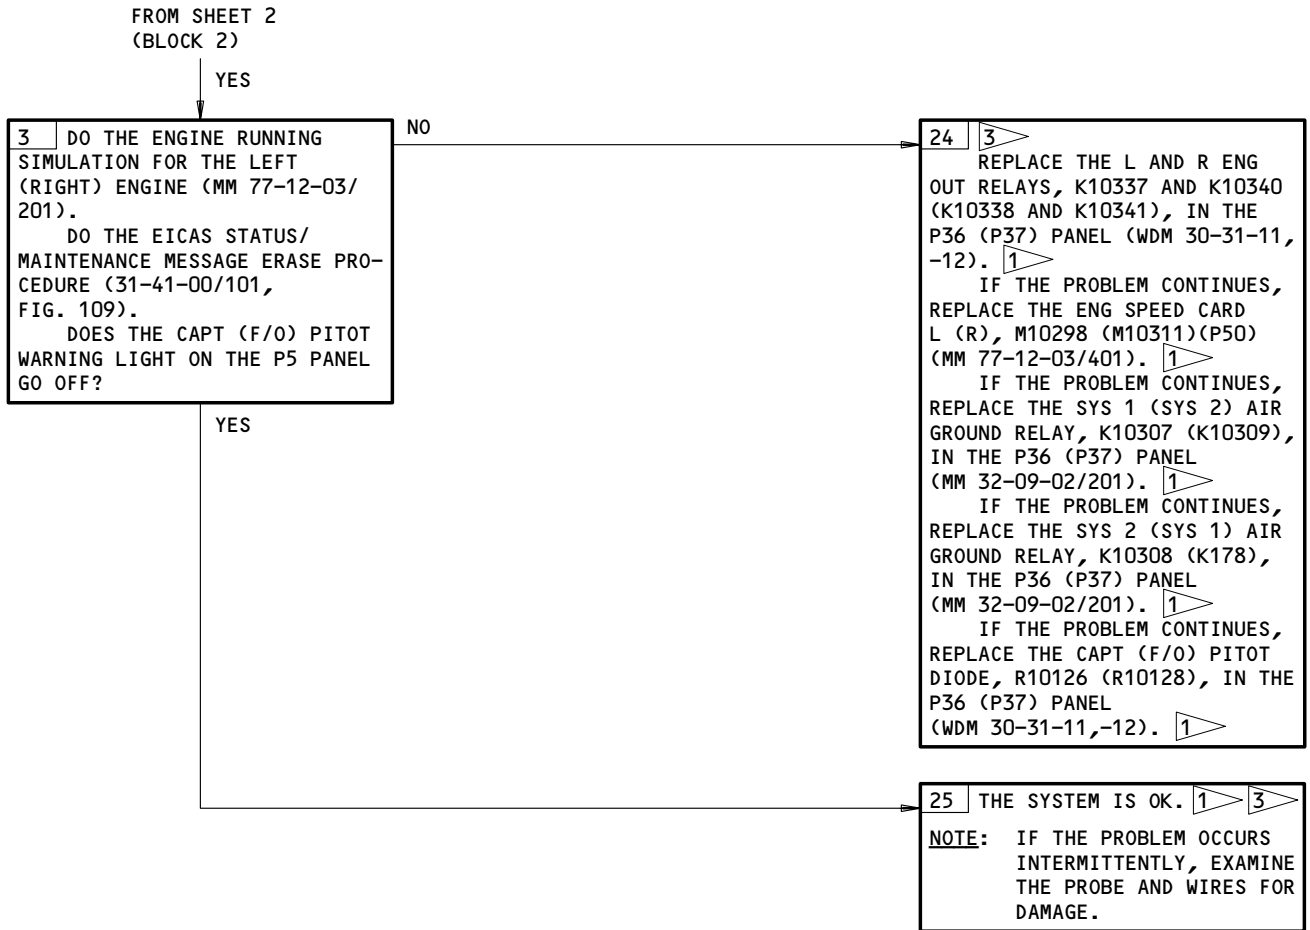 FROM SHEET 2
(BLOCK 2)
YES
3 DO THE ENGINE RUNNING
SIMULATION FOR THE LEFT
(RIGHT) ENGINE (MM 77-12-03/
201).
DO THE EICAS STATUS/
MAINTENANCE MESSAGE ERASE PRO-
CEDURE (31-41-00/101,
FIG. 109).
DOES THE CAPT (F/O) PITOT
WARNING LIGHT ON THE P5 PANEL
GO OFF?
NO
YES
24 3
REPLACE THE L AND R ENG
OUT RELAYS, K10337 AND K10340
(K10338 AND K10341), IN THE
P36 (P37) PANEL (WDM 30-31-11,
-12). 1
IF THE PROBLEM CONTINUES,
REPLACE THE ENG SPEED CARD
L (R), M10298 (M10311)(P50)
(MM 77-12-03/401). 1
IF THE PROBLEM CONTINUES,
REPLACE THE SYS 1 (SYS 2) AIR
GROUND RELAY, K10307 (K10309),
IN THE P36 (P37) PANEL
(MM 32-09-02/201). 1
IF THE PROBLEM CONTINUES,
REPLACE THE SYS 2 (SYS 1) AIR
GROUND RELAY, K10308 (K178),
IN THE P36 (P37) PANEL
(MM 32-09-02/201). 1
IF THE PROBLEM CONTINUES,
REPLACE THE CAPT (F/O) PITOT
DIODE, R10126 (R10128), IN THE
P36 (P37) PANEL
(WDM 30-31-11,-12). 1
25 THE SYSTEM IS OK. 1 3
NOTE: IF THE PROBLEM OCCURS
INTERMITTENTLY, EXAMINE
THE PROBE AND WIRES FOR
DAMAGE.